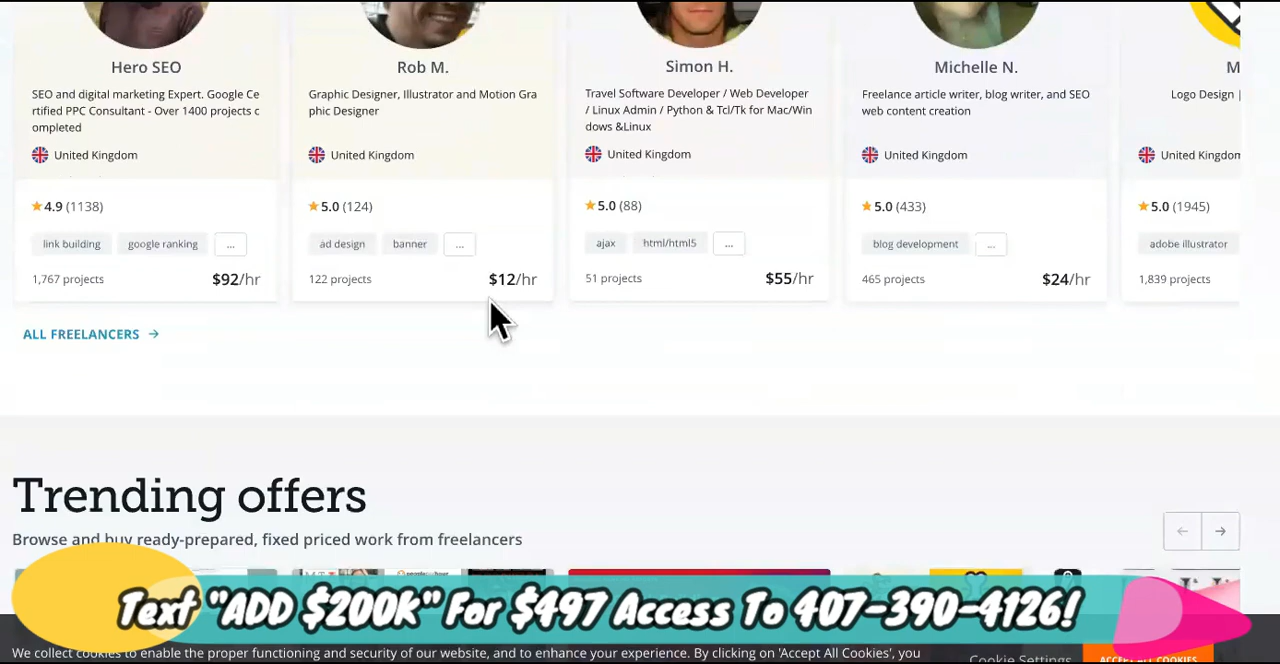 Hero SEO
SEO and digital marketing Expert. Google Ce
rtified PPC Consultant - Over 1400 projects c
ompleted
United Kingdom
4.9 (1138)
link building google ranking ...
1,767 projects $92/hr
Rob M.
Graphic Designer, Illustrator and Motion Gra
phic Designer
United Kingdom
5.0 (124)
ad design banner ...
122 projects $12/hr
Simon H.
Travel Software Developer / Web Developer
/ Linux Admin / Python & Tcl/Tk for Mac/Win
dows &Linux
United Kingdom
5.0 (88)
ajax html/html5 ...
51 projects $55/hr
Michelle N.
Freelance article writer, blog writer, and SEO
web content creation
United Kingdom
5.0 (433)
blog development ...
465 projects $24/hr
M
Logo Design |
United Kingdom
5.0 (1945)
adobe illustrator
1,839 projects
ALL FREELANCERS →
Trending offers
Browse and buy ready-prepared, fixed priced work from freelancers
Text "ADD $200K" For $497 Access To 407-390-4126!
We collect cookies to enable the proper functioning and security of our website, and to enhance your experience. By clicking on 'Accept All Cookies', you
Cookie Settings
ACCEPT ALL COOKIES